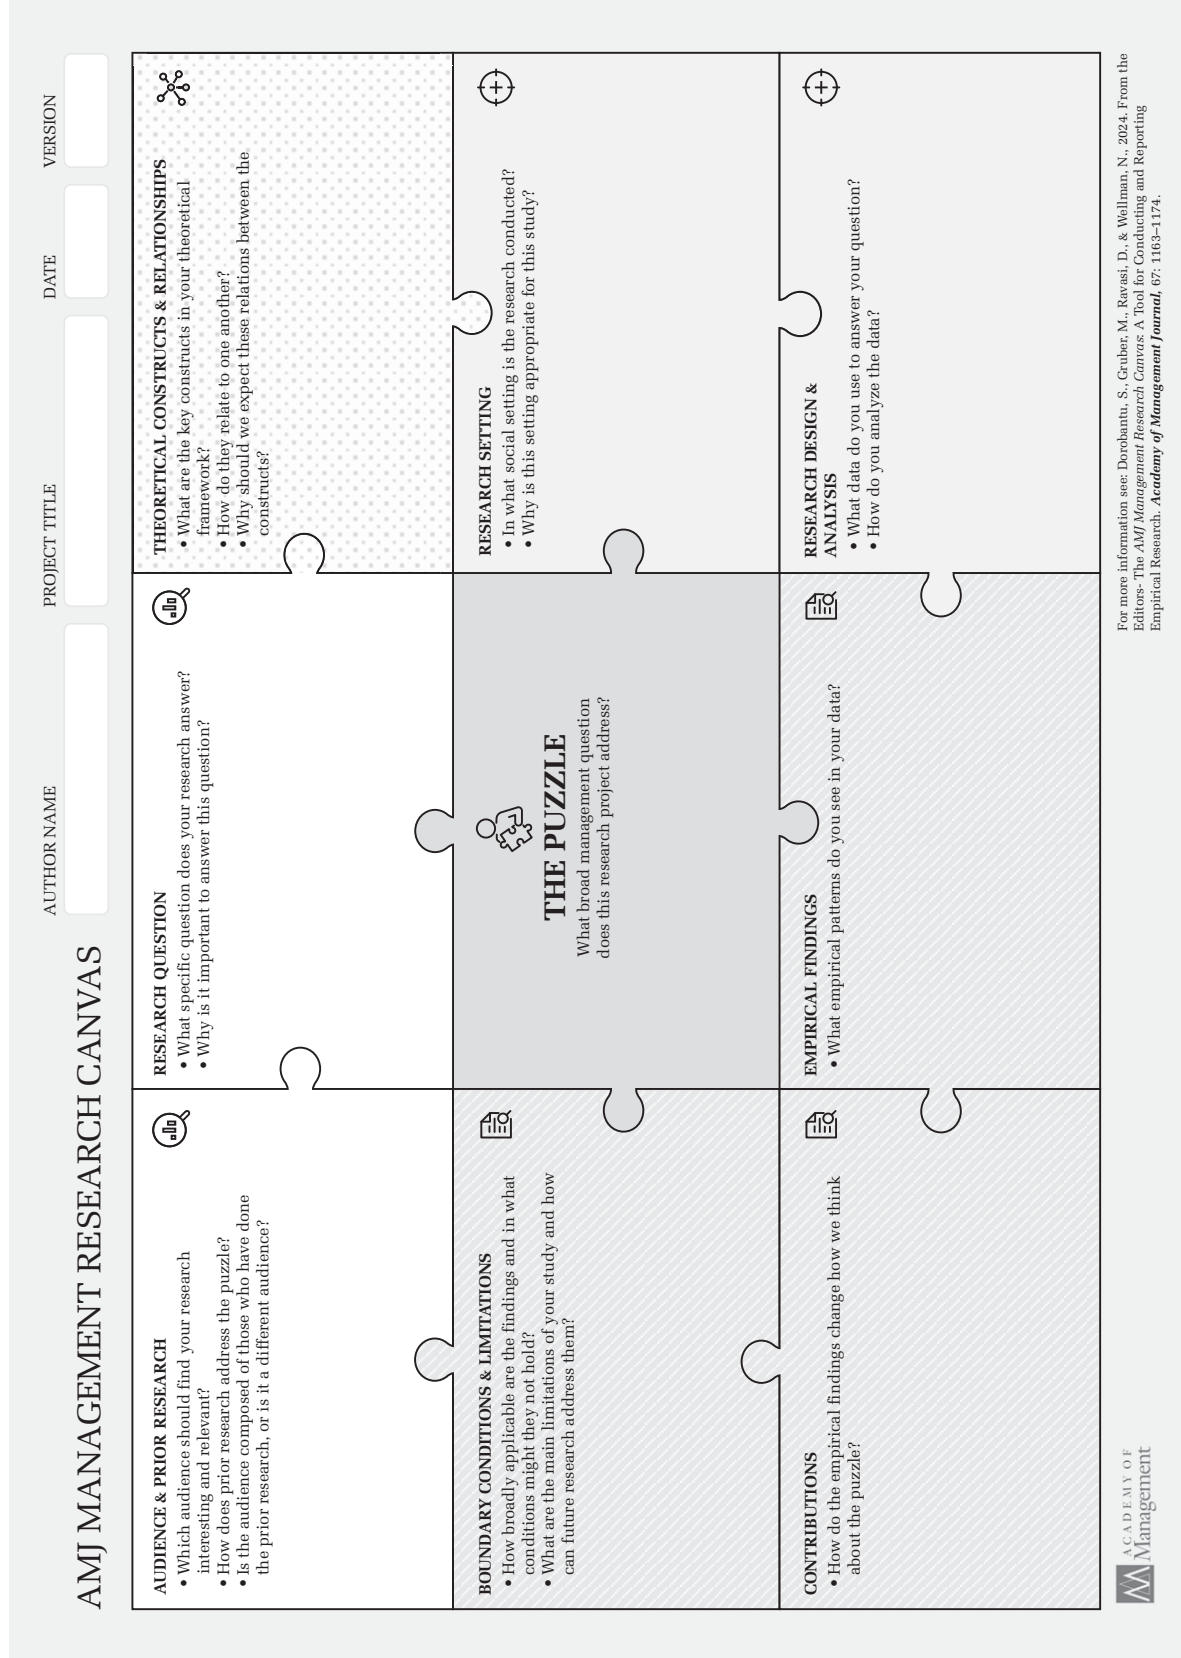 AMJ MANAGEMENT RESEARCH CANVAS
AUTHOR NAME
PROJECT TITLE
DATE
VERSION
AUDIENCE & PRIOR RESEARCH
• Which audience should find your research
interesting and relevant?
• How does prior research address the puzzle?
• Is the audience composed of those who have done
the prior research, or is it a different audience?
RESEARCH QUESTION
• What specific question does your research answer?
• Why is it important to answer this question?
THEORETICAL CONSTRUCTS & RELATIONSHIPS
• What are the key constructs in your theoretical
framework?
• How do they relate to one another?
• Why should we expect these relations between the
constructs?
BOUNDARY CONDITIONS & LIMITATIONS
• How broadly applicable are the findings and in what
conditions might they not hold?
• What are the main limitations of your study and how
can future research address them?
THE PUZZLE
What broad management question
does this research project address?
RESEARCH SETTING
• In what social setting is the research conducted?
• Why is this setting appropriate for this study?
CONTRIBUTIONS
• How do the empirical findings change how we think
about the puzzle?
EMPIRICAL FINDINGS
• What empirical patterns do you see in your data?
RESEARCH DESIGN &
ANALYSIS
• What data do you use to answer your question?
• How do you analyze the data?
ACADEMY OF
Management
For more information see: Dorobantu, S., Gruber, M., Ravasi, D., & Wellman, N., 2024. From the
Editors- The AMJ Management Research Canvas: A Tool for Conducting and Reporting
Empirical Research. Academy of Management Journal, 67: 1163–1174.